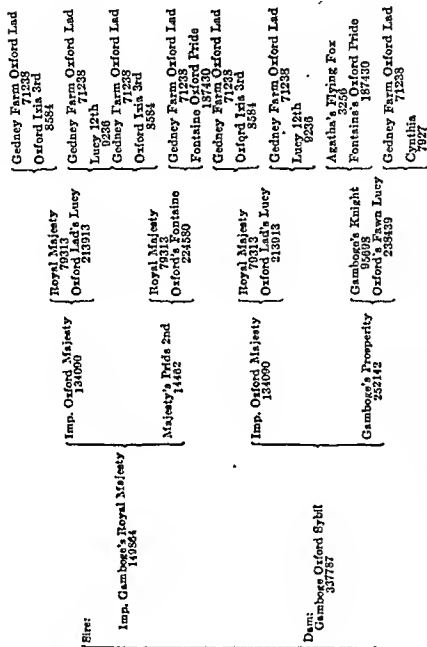 Sire:
Imp. Gamboge's Royal Majesty
149864
Dam:
Gamboge Oxford Sybil
337787
Imp. Oxford Majesty
134090
Majesty's Pride 2nd
14462
Imp. Oxford Majesty
134090
Gamboge's Prosperity
252142
Royal Majesty
79313
Oxford Lad's Lucy
213913
Royal Majesty
79313
Oxford's Fontaine
224580
Royal Majesty
79313
Oxford Lad's Lucy
213913
Gamboge's Knight
95698
Oxford's Fawn Lucy
238439
Gedney Farm Oxford Lad
71238
Oxford Ixia 3rd
8584
Gedney Farm Oxford Lad
71238
Lucy 12th
9236
Gedney Farm Oxford Lad
71238
Oxford Ixia 3rd
8584
Gedney Farm Oxford Lad
71238
Fontaine Oxford Pride
187430
Gedney Farm Oxford Lad
71238
Oxford Ixia 3rd
8584
Gedney Farm Oxford Lad
71238
Lucy 12th
9236
Agatha's Flying Fox
3256
Fontaine's Oxford Pride
187430
Gedney Farm Oxford Lad
71238
Cynthia
7927